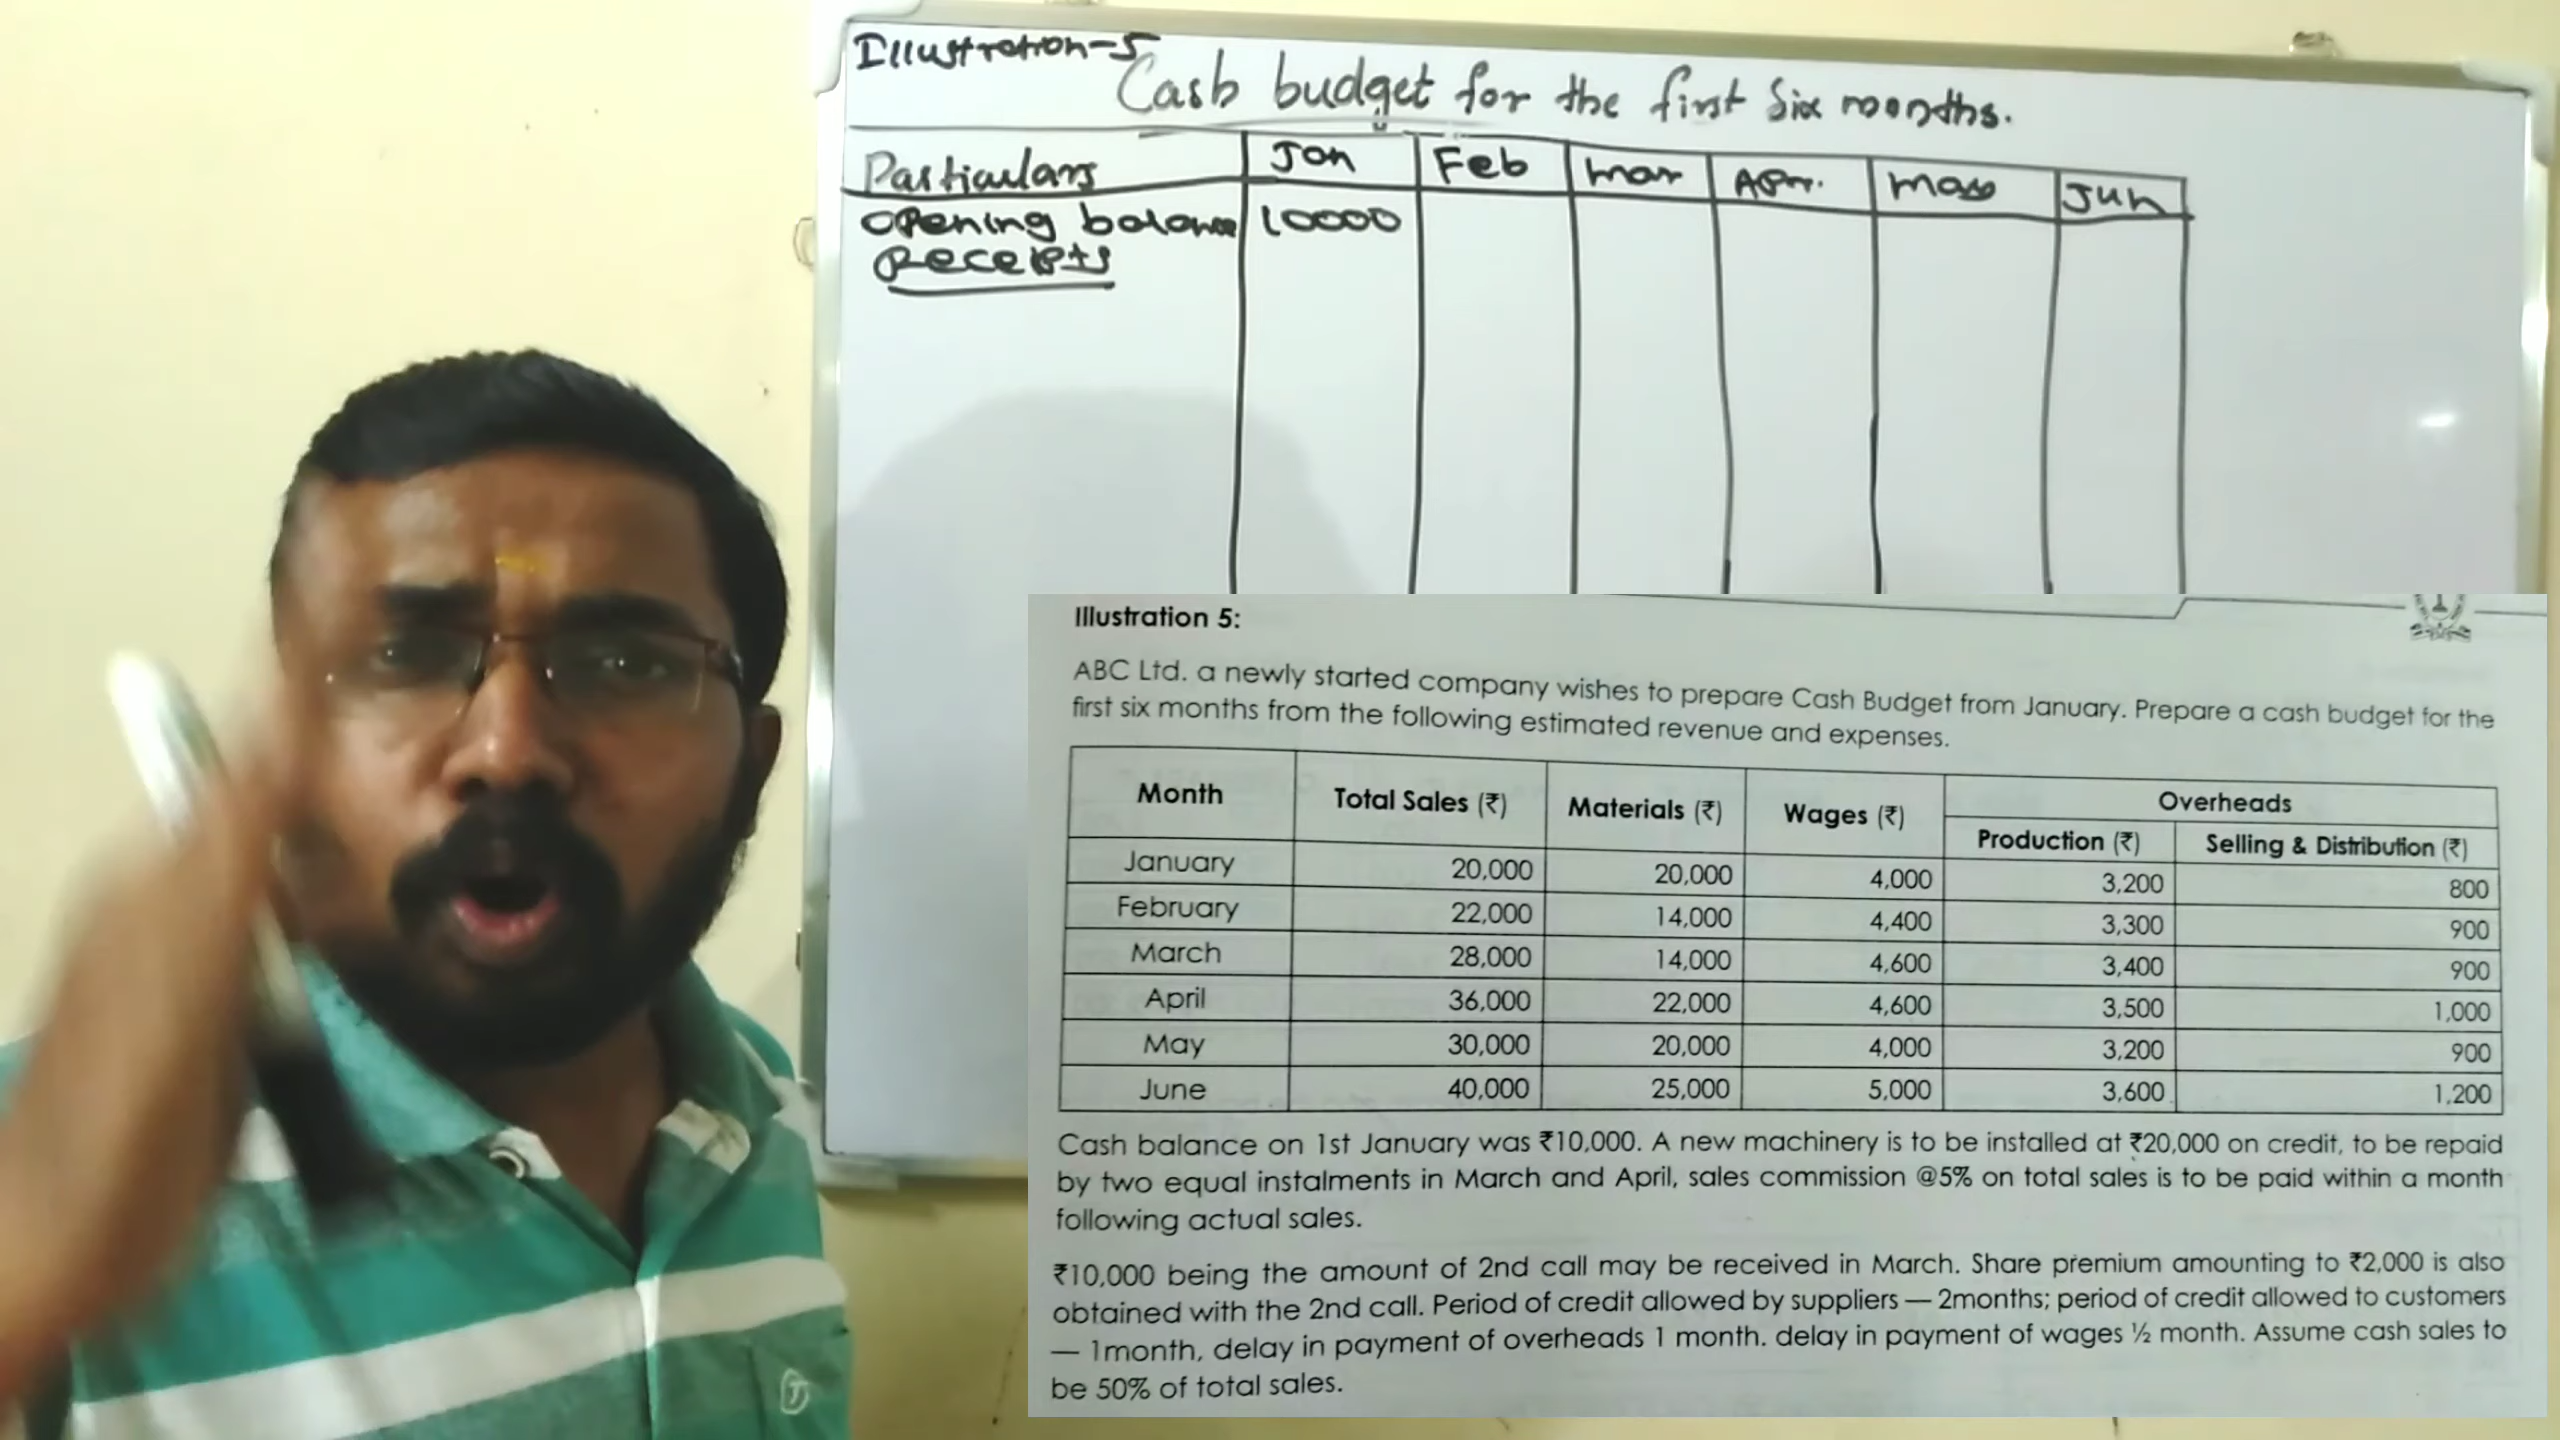 Illustration-5
Cash budget for the first Six months.
Particulars Jan Feb Mar Apr. May Jun
Opening balance 10000
Receipts
Illustration 5:
ABC Ltd. a newly started company wishes to prepare Cash Budget from January. Prepare a cash budget for the
first six months from the following estimated revenue and expenses.
Month Total Sales (₹) Materials (₹) Wages (₹) Overheads
Production (₹) Selling & Distribution (₹)
January 20,000 20,000 4,000 3,200 800
February 22,000 14,000 4,400 3,300 900
March 28,000 14,000 4,600 3,400 900
April 36,000 22,000 4,600 3,500 1,000
May 30,000 20,000 4,000 3,200 900
June 40,000 25,000 5,000 3,600 1,200
Cash balance on 1st January was ₹10,000. A new machinery is to be installed at ₹20,000 on credit, to be repaid
by two equal instalments in March and April, sales commission @5% on total sales is to be paid within a month
following actual sales.
₹10,000 being the amount of 2nd call may be received in March. Share premium amounting to ₹2,000 is also
obtained with the 2nd call. Period of credit allowed by suppliers — 2months; period of credit allowed to customers
— 1month, delay in payment of overheads 1 month. delay in payment of wages ½ month. Assume cash sales to
be 50% of total sales.